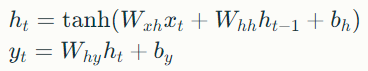 h_t = tanh(W_{xh}x_t + W_{hh}h_{t−1} + b_h)
y_t = W_{hy}h_t + b_y